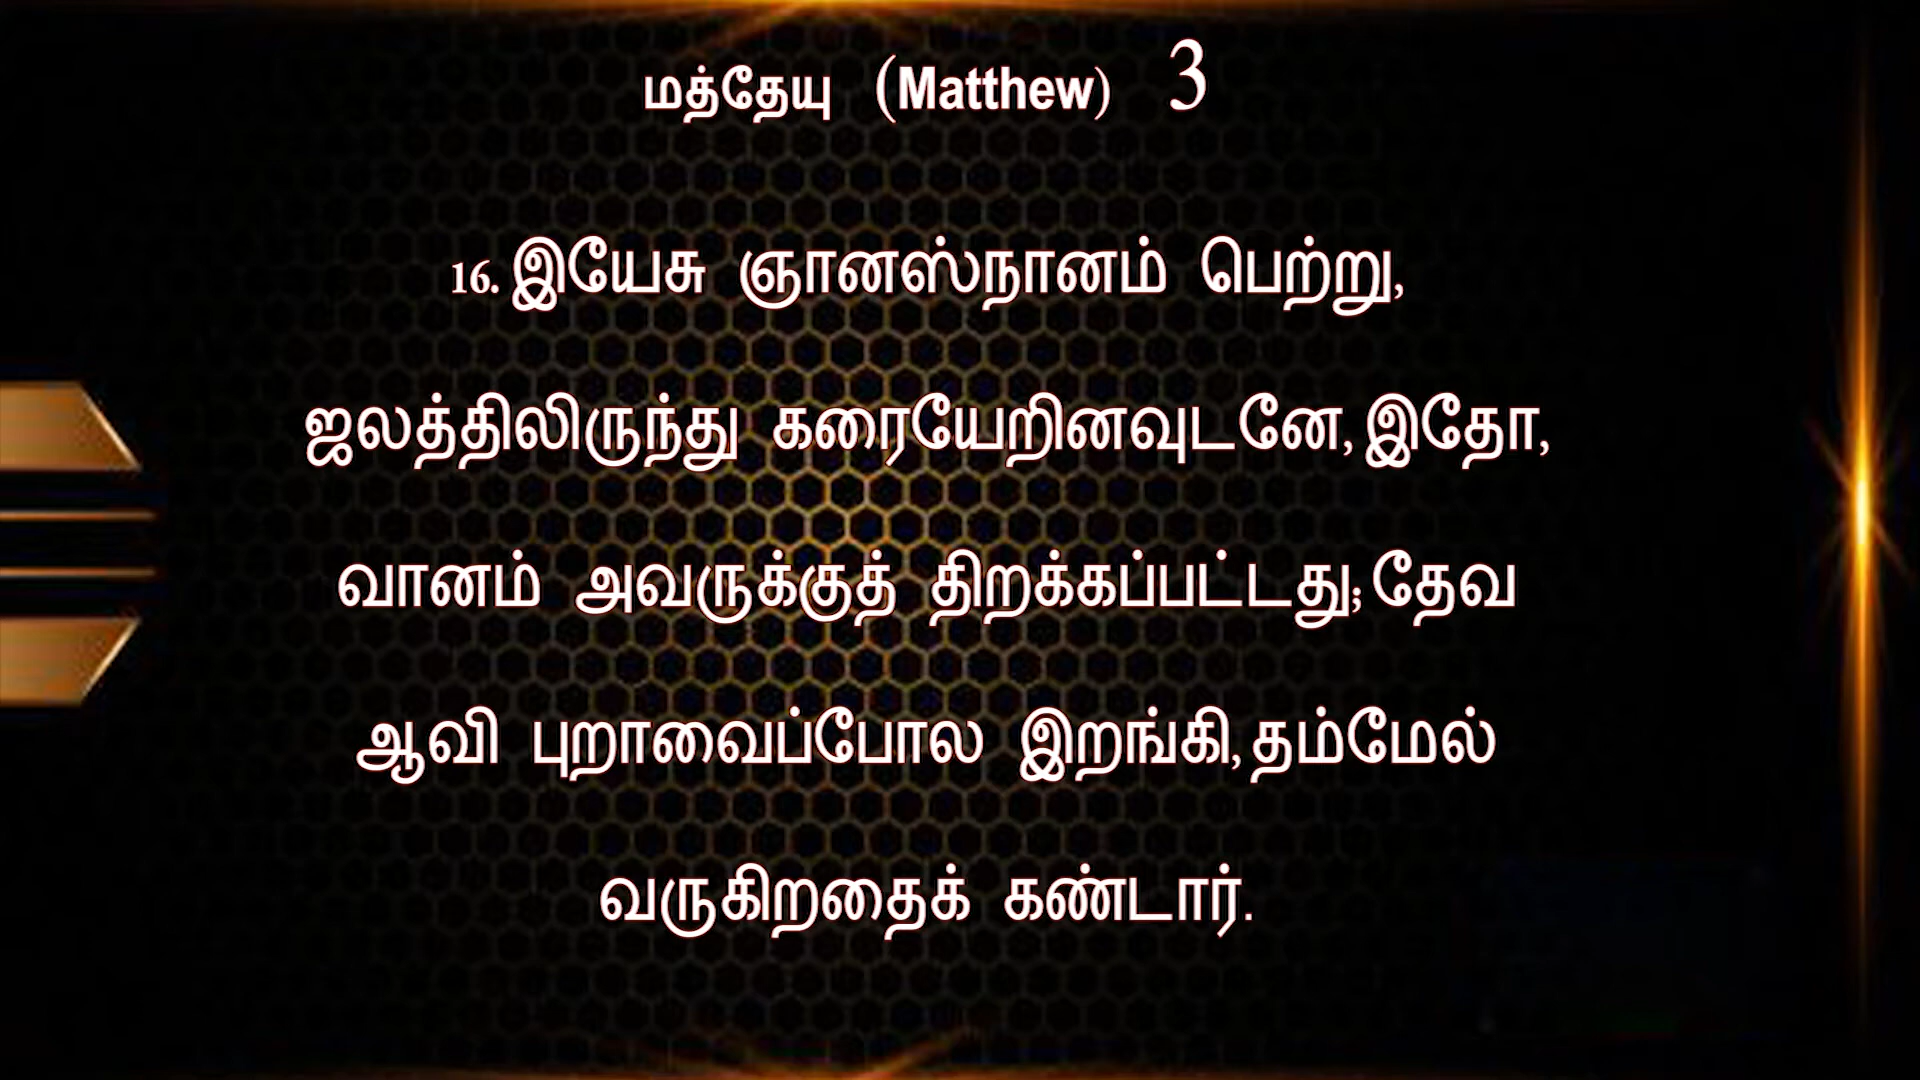 மத்தேயு (Matthew) 3
16. இயேசு ஞானஸ்நானம் பெற்று,
ஜலத்திலிருந்து கரையேறினவுடனே, இதோ,
வானம் அவருக்குத் திறக்கப்பட்டது; தேவ
ஆவி புறாவைப்போல இறங்கி, தம்மேல்
வருகிறதைக் கண்டார்.